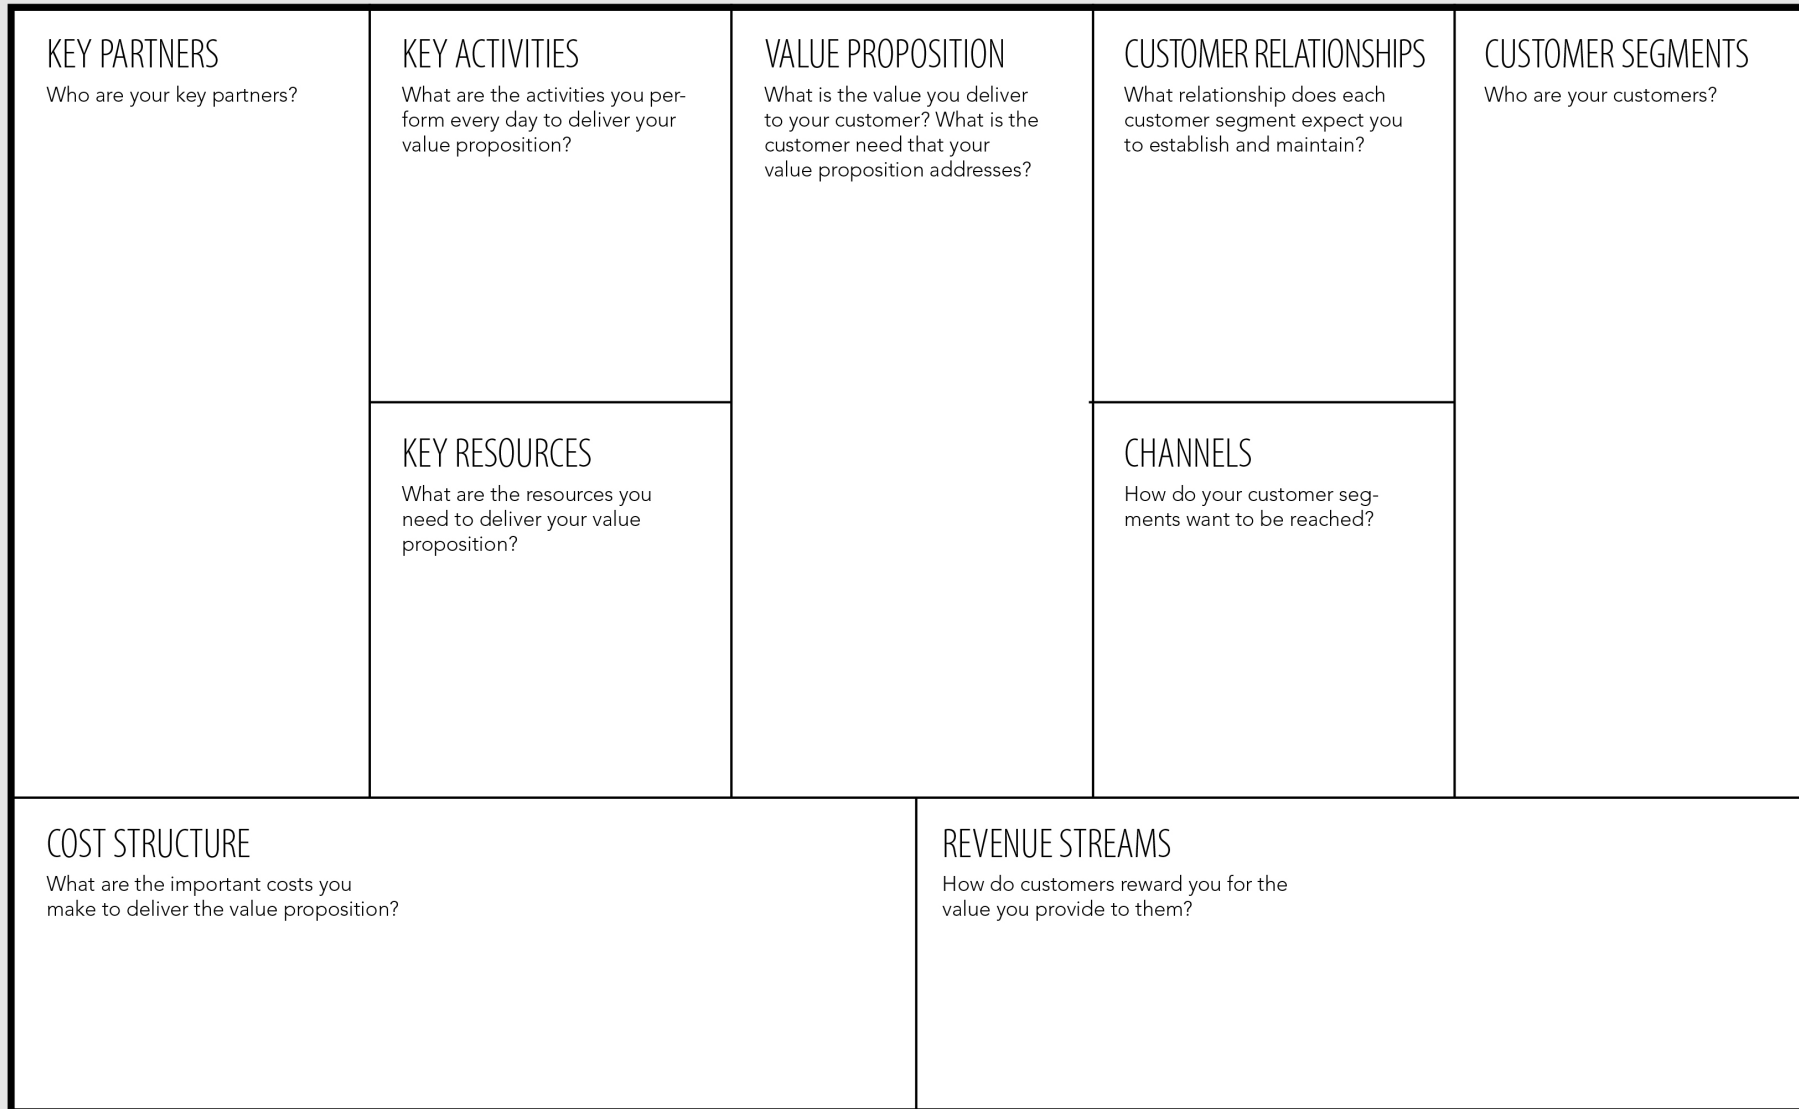 KEY PARTNERS
Who are your key partners?
KEY ACTIVITIES
What are the activities you per-
form every day to deliver your
value proposition?
KEY RESOURCES
What are the resources you
need to deliver your value
proposition?
VALUE PROPOSITION
What is the value you deliver
to your customer? What is the
customer need that your
value proposition addresses?
CUSTOMER RELATIONSHIPS
What relationship does each
customer segment expect you
to establish and maintain?
CHANNELS
How do your customer seg-
ments want to be reached?
CUSTOMER SEGMENTS
Who are your customers?
COST STRUCTURE
What are the important costs you
make to deliver the value proposition?
REVENUE STREAMS
How do customers reward you for the
value you provide to them?